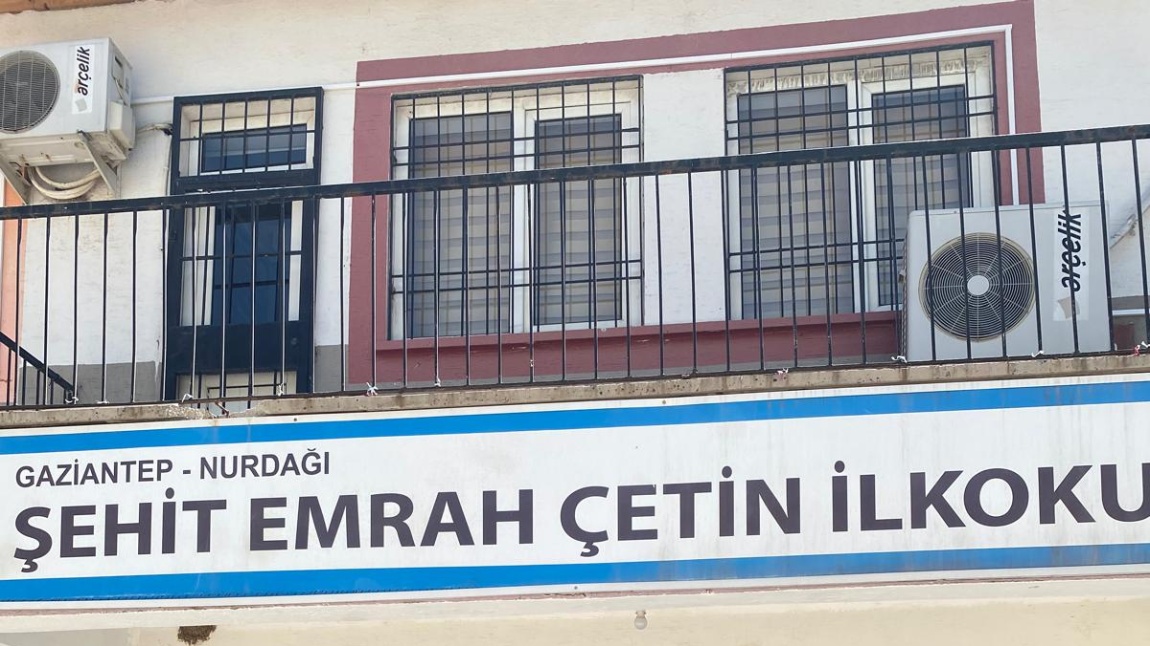 arçelik
arçelik
GAZİANTEP - NURDAĞI
ŞEHİT EMRAH ÇETİN İLKOKU